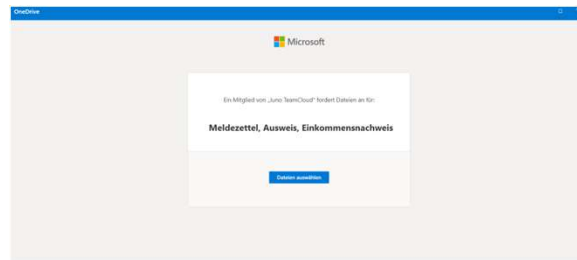 OneDrive
Microsoft
Ein Mitglied von „Juno TeamCloud" fordert Dateien an für:
Meldezettel, Ausweis, Einkommensnachweis
Dateien auswählen